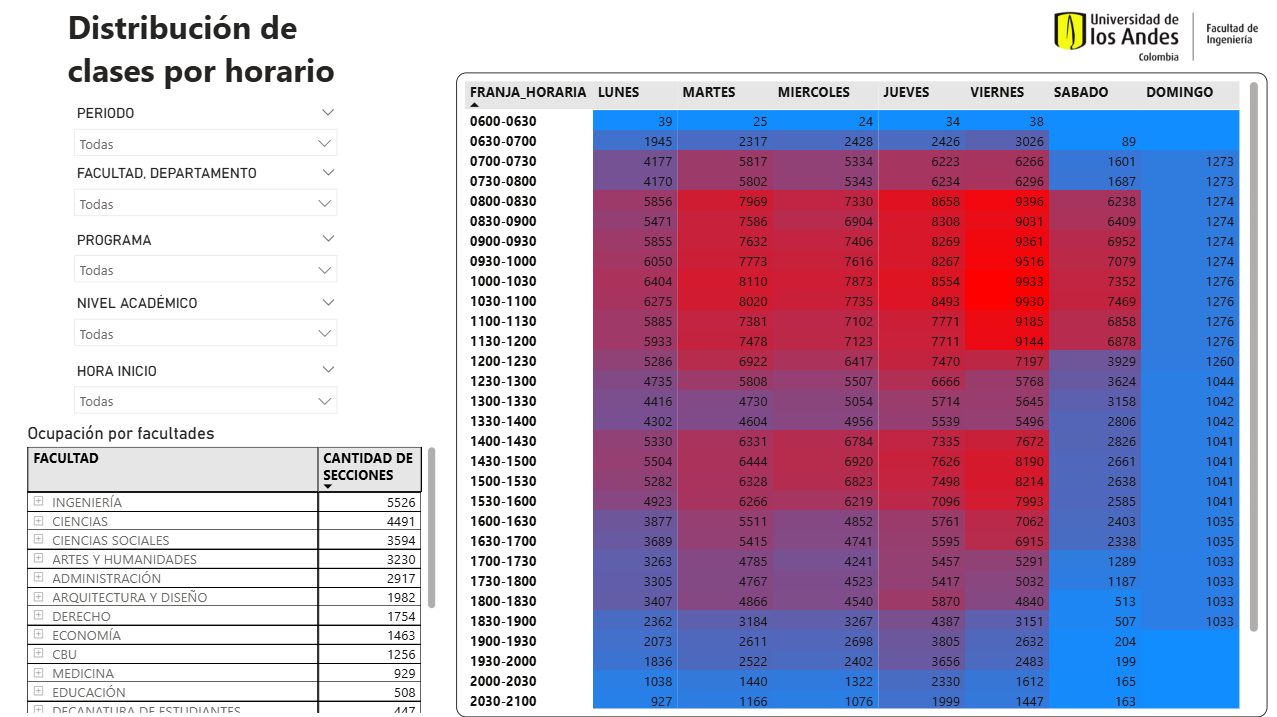 Distribución de
clases por horario
Universidad de
los Andes
Colombia
Facultad de
Ingeniería
PERIODO
Todas
FACULTAD, DEPARTAMENTO
Todas
PROGRAMA
Todas
NIVEL ACADÉMICO
Todas
HORA INICIO
Todas
Ocupación por facultades
FACULTAD CANTIDAD DE SECCIONES
INGENIERÍA 5526
CIENCIAS 4491
CIENCIAS SOCIALES 3594
ARTES Y HUMANIDADES 3230
ADMINISTRACIÓN 2917
ARQUITECTURA Y DISEÑO 1982
DERECHO 1754
ECONOMÍA 1463
CBU 1256
MEDICINA 929
EDUCACIÓN 508
DECANATURA DE ESTUDIANTES 447
FRANJA_HORARIA LUNES MARTES MIERCOLES JUEVES VIERNES SABADO DOMINGO
0600-0630 39 25 24 34 38
0630-0700 1945 2317 2428 2426 3026 89
0700-0730 4177 5817 5334 6223 6266 1601 1273
0730-0800 4170 5802 5343 6234 6296 1687 1273
0800-0830 5856 7969 7330 8658 9396 6238 1274
0830-0900 5471 7586 6904 8308 9031 6409 1274
0900-0930 5855 7632 7406 8269 9361 6952 1274
0930-1000 6050 7773 7616 8267 9516 7079 1274
1000-1030 6404 8110 7873 8554 9933 7352 1276
1030-1100 6275 8020 7735 8493 9930 7469 1276
1100-1130 5885 7381 7102 7771 9185 6858 1276
1130-1200 5933 7478 7123 7711 9144 6878 1276
1200-1230 5286 6922 6417 7470 7197 3929 1260
1230-1300 4735 5808 5507 6666 5768 3624 1044
1300-1330 4416 4730 5054 5714 5645 3158 1042
1330-1400 4302 4604 4956 5539 5496 2806 1042
1400-1430 5330 6331 6784 7335 7672 2826 1041
1430-1500 5504 6444 6920 7626 8190 2661 1041
1500-1530 5282 6328 6823 7498 8214 2638 1041
1530-1600 4923 6266 6219 7096 7993 2585 1041
1600-1630 3877 5511 4852 5761 7062 2403 1035
1630-1700 3689 5415 4741 5595 6915 2338 1035
1700-1730 3263 4785 4241 5457 5291 1289 1033
1730-1800 3305 4767 4523 5417 5032 1187 1033
1800-1830 3407 4866 4540 5870 4840 513 1033
1830-1900 2362 3184 3267 4387 3151 507 1033
1900-1930 2073 2611 2698 3805 2632 204
1930-2000 1836 2522 2402 3656 2483 199
2000-2030 1038 1440 1322 2330 1612 165
2030-2100 927 1166 1076 1999 1447 163